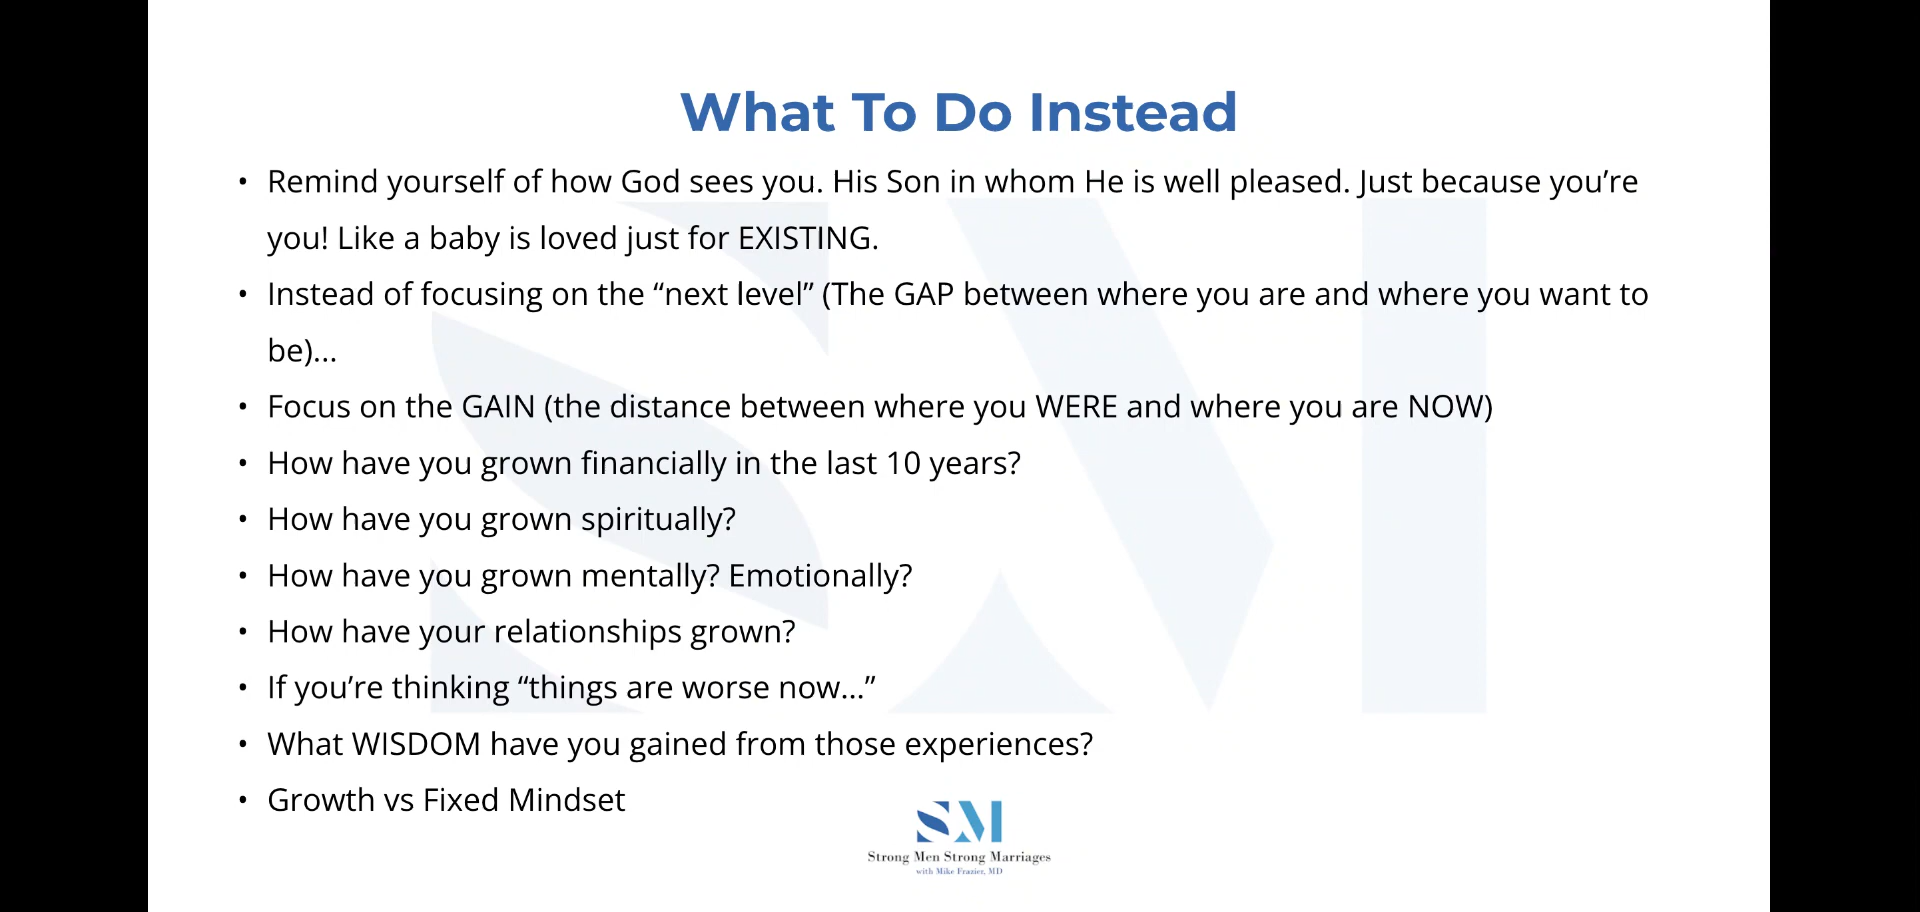 What To Do Instead
• Remind yourself of how God sees you. His Son in whom He is well pleased. Just because you’re
you! Like a baby is loved just for EXISTING.
• Instead of focusing on the “next level” (The GAP between where you are and where you want to
be)...
• Focus on the GAIN (the distance between where you WERE and where you are NOW)
• How have you grown financially in the last 10 years?
• How have you grown spiritually?
• How have you grown mentally? Emotionally?
• How have your relationships grown?
• If you’re thinking “things are worse now...”
• What WISDOM have you gained from those experiences?
• Growth vs Fixed Mindset
SM
Strong Men Strong Marriages
with Mike Frazier, MD